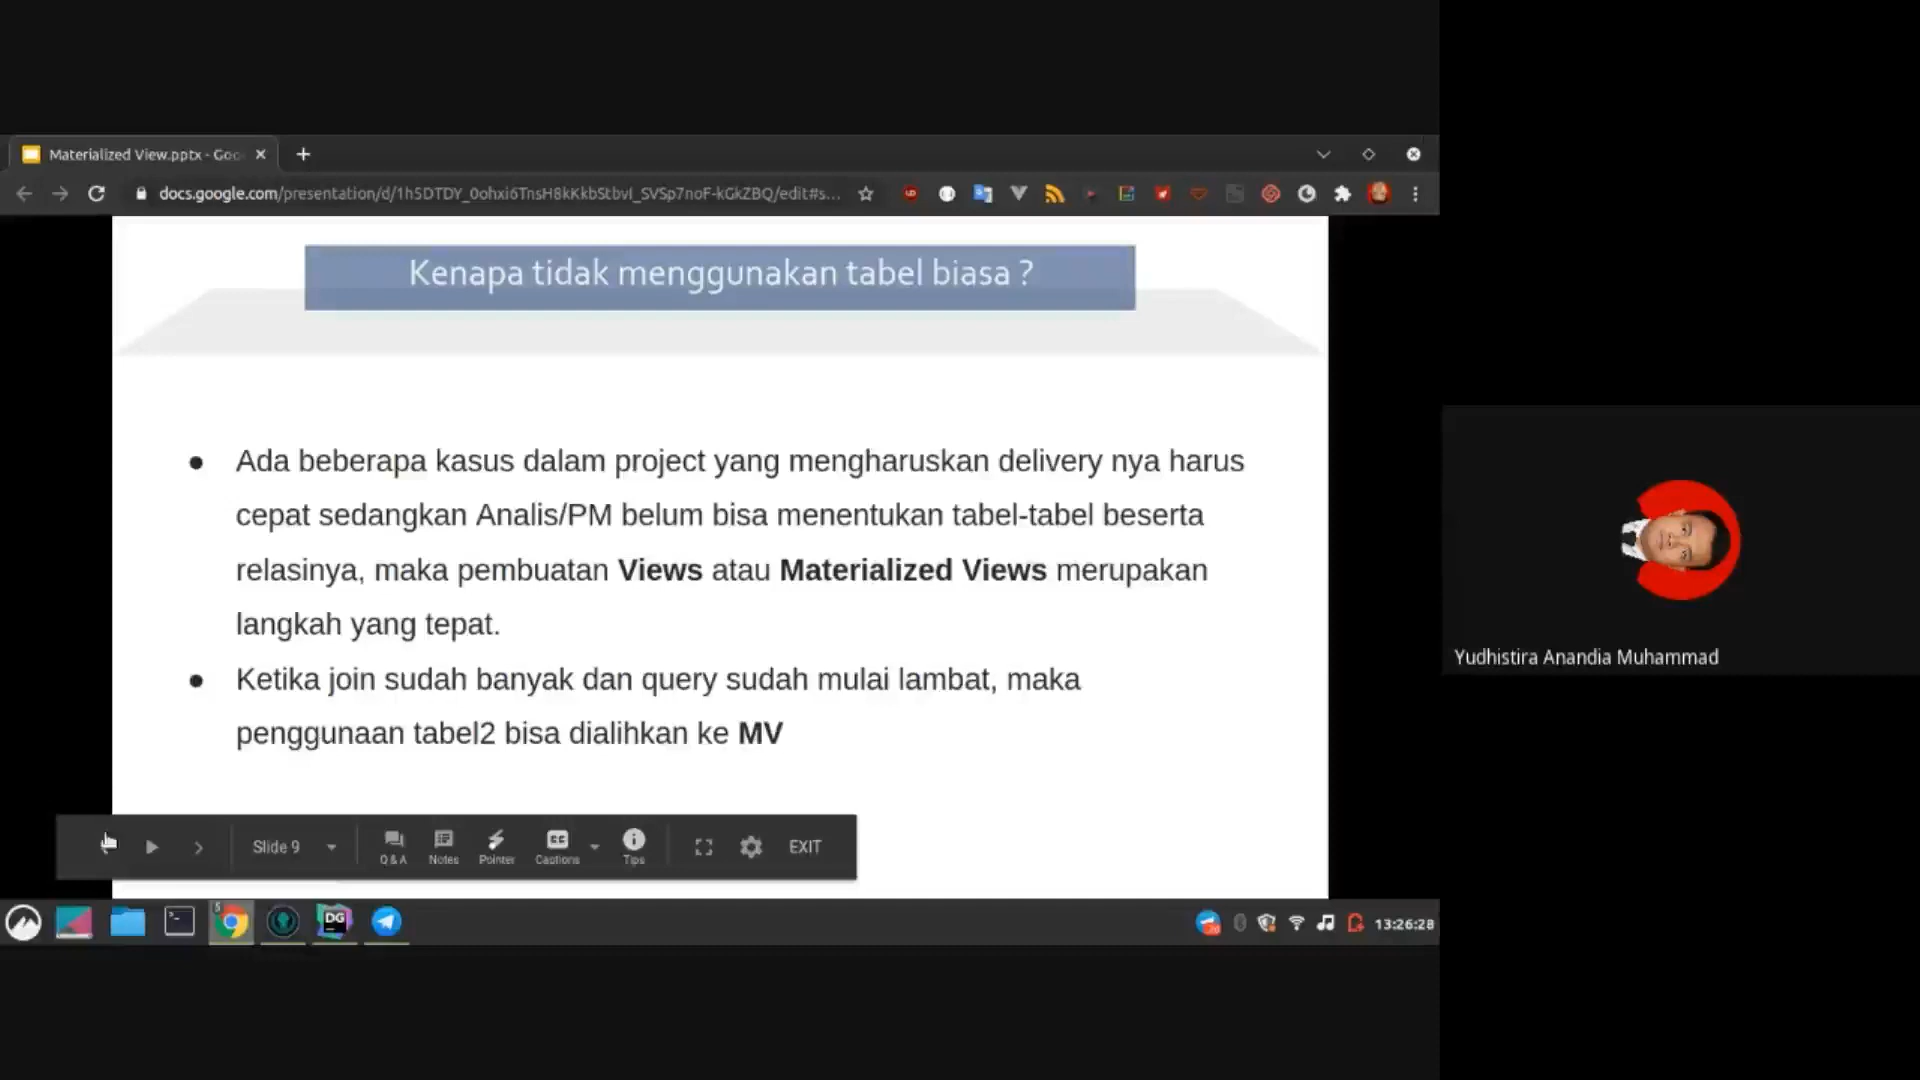 Materialized View.pptx - Goo
docs.google.com/presentation/d/1h5DTDY_0ohxi6TnsH8kKkbStbvI_SVSp7noF-kGkZBQ/edit#s...
Kenapa tidak menggunakan tabel biasa ?
● Ada beberapa kasus dalam project yang mengharuskan delivery nya harus
cepat sedangkan Analis/PM belum bisa menentukan tabel-tabel beserta
relasinya, maka pembuatan Views atau Materialized Views merupakan
langkah yang tepat.
● Ketika join sudah banyak dan query sudah mulai lambat, maka
penggunaan tabel2 bisa dialihkan ke MV
Yudhistira Anandia Muhammad
Slide 9
Q & A
Notes
Pointer
Captions
Tips
EXIT
5
DG
13:26:28